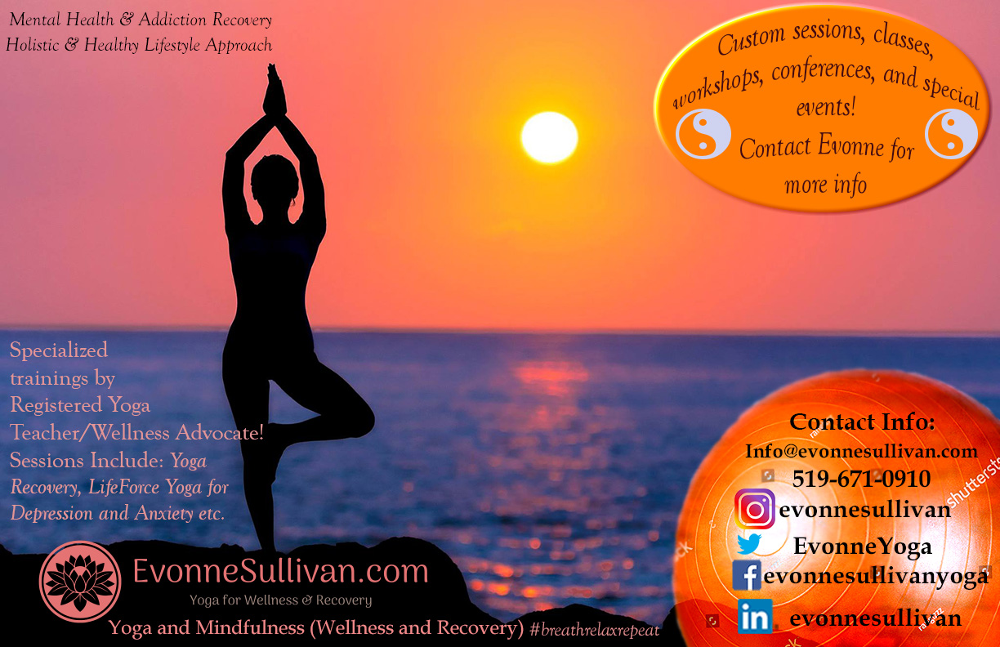 Mental Health & Addiction Recovery
Holistic & Healthy Lifestyle Approach
Custom sessions, classes,
workshops, conferences, and special
events!
Contact Evonne for
more info
Specialized
trainings by
Registered Yoga
Teacher/Wellness Advocate!
Sessions Include: Yoga
Recovery, LifeForce Yoga for
Depression and Anxiety etc.
EvonneSullivan.com
Yoga for Wellness & Recovery
Yoga and Mindfulness (Wellness and Recovery) #breathrelaxrepeat
Contact Info:
Info@evonnesullivan.com
519-671-0910
evonnesullivan
EvonneYoga
evonnesullivanyoga
in evonnesullivan